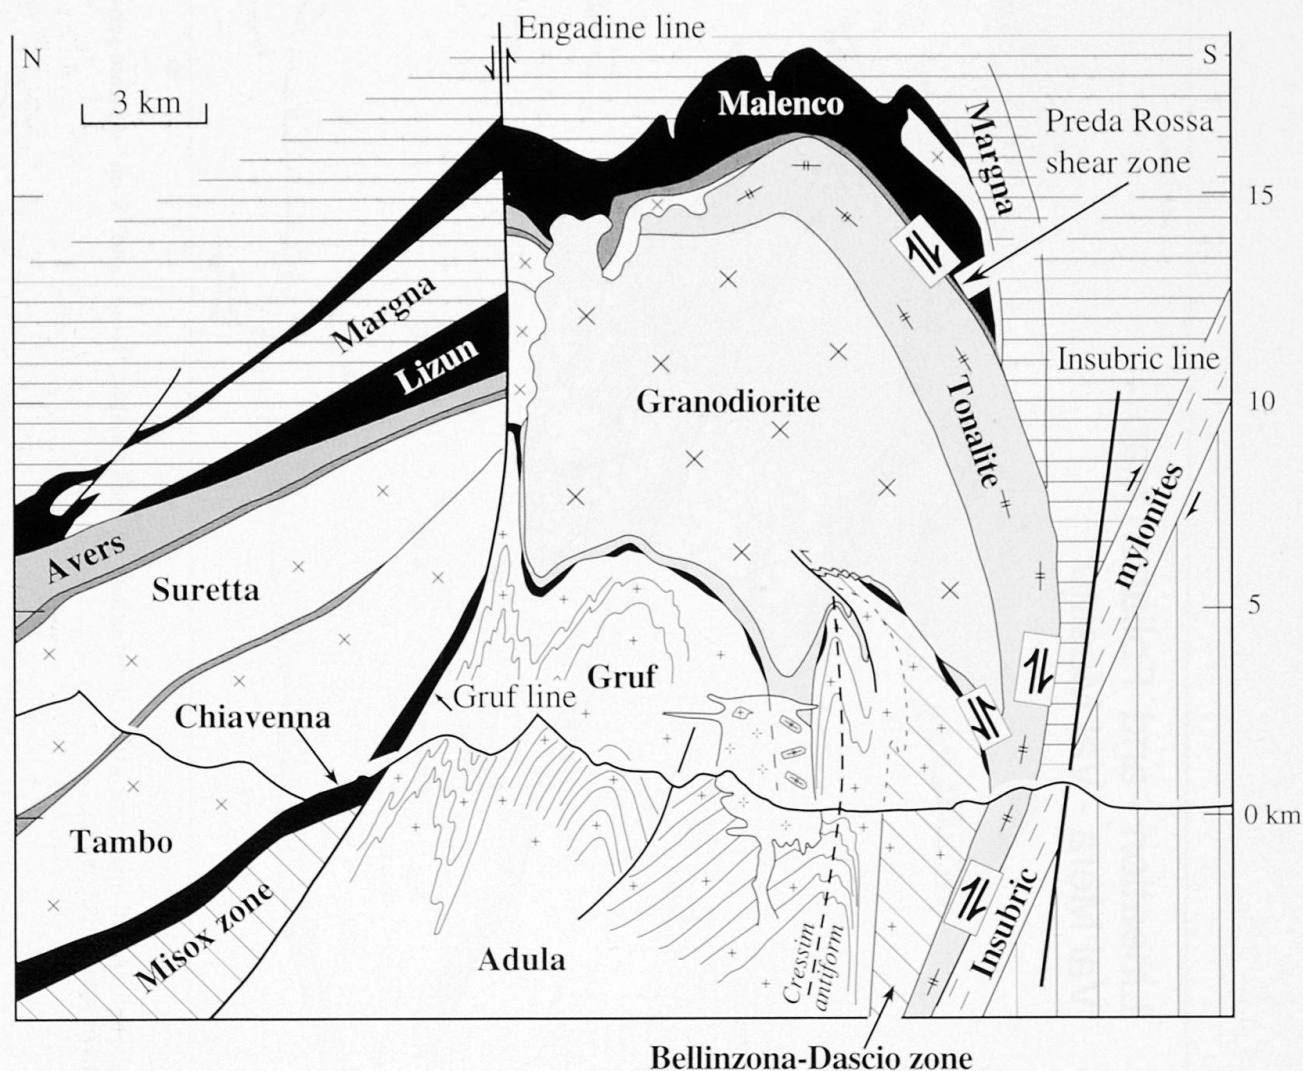 Engadine line
N
S
3 km
Malenco
Margna
Preda Rossa
shear zone
15
Margna
Lizun
Insubric line
Granodiorite
10
Tonalite
mylonites
Avers
Suretta
5
Gruf
Gruf line
Chiavenna
0 km
Tambo
Misox zone
Adula
Cressim
antiform
Insubric
Bellinzona-Dascio zone